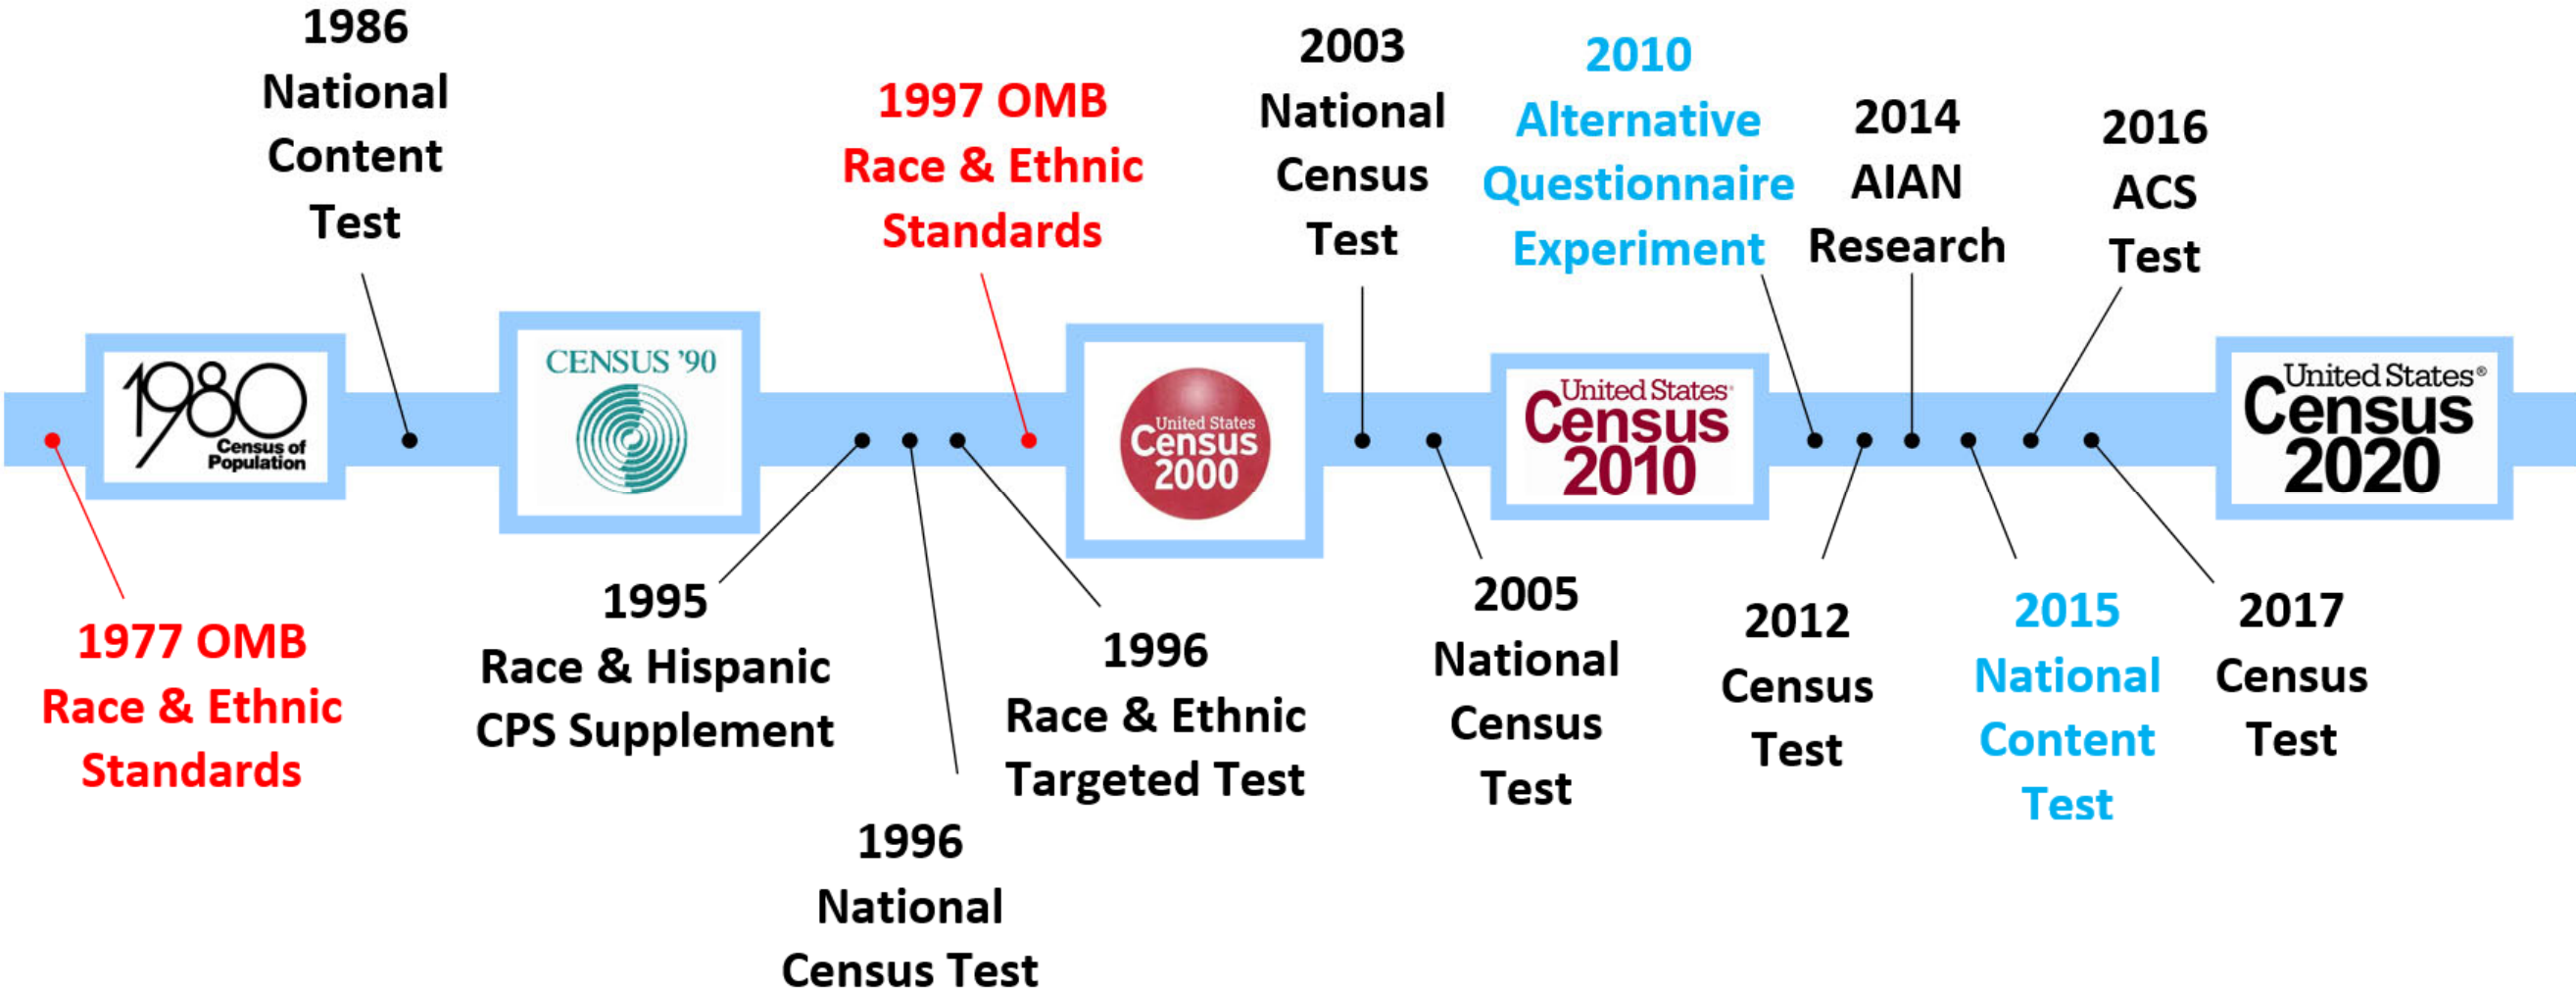 1986
National
Content
Test
1997 OMB
Race & Ethnic
Standards
2003
National
Census
Test
2010
Alternative
Questionnaire
Experiment
2014
AIAN
Research
2016
ACS
Test
1980
Census of
Population
CENSUS '90
United States
Census
2000
United States
Census
2010
United States®
Census
2020
1977 OMB
Race & Ethnic
Standards
1995
Race & Hispanic
CPS Supplement
1996
National
Census Test
1996
Race & Ethnic
Targeted Test
2005
National
Census
Test
2012
Census
Test
2015
National
Content
Test
2017
Census
Test